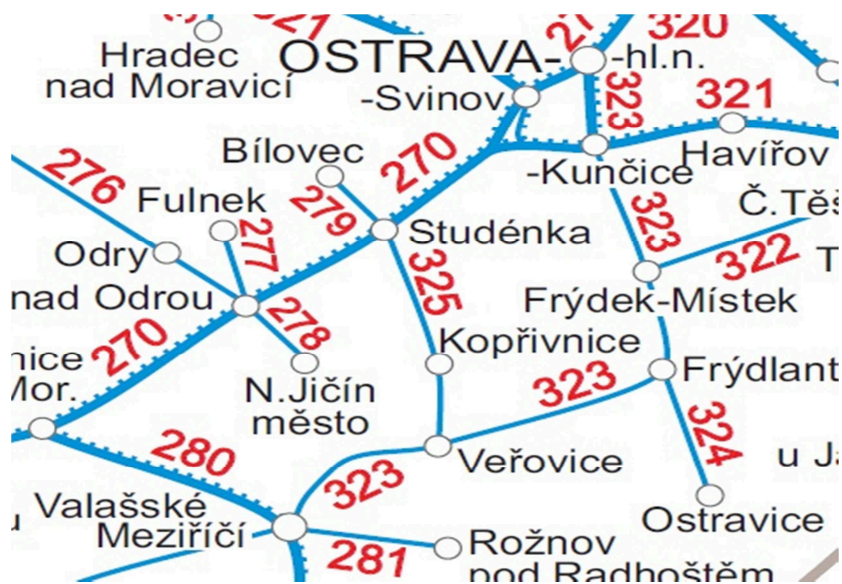 321
27
320
Hradec
nad Moravicí
OSTRAVA-
-hl.n.
-Svinov
323
321
Bílovec
270
-Kunčice
Havířov
276
Fulnek
279
277
Studénka
323
Č.Těš
322
Odry
325
nad Odrou
278
Frýdek-Místek
270
Kopřivnice
nice
Mor.
N.Jičín
město
323
Frýdlant
324
280
Veřovice
323
u J
Valašské
Meziříčí
Ostravice
281
Rožnov
pod Radhoštěm